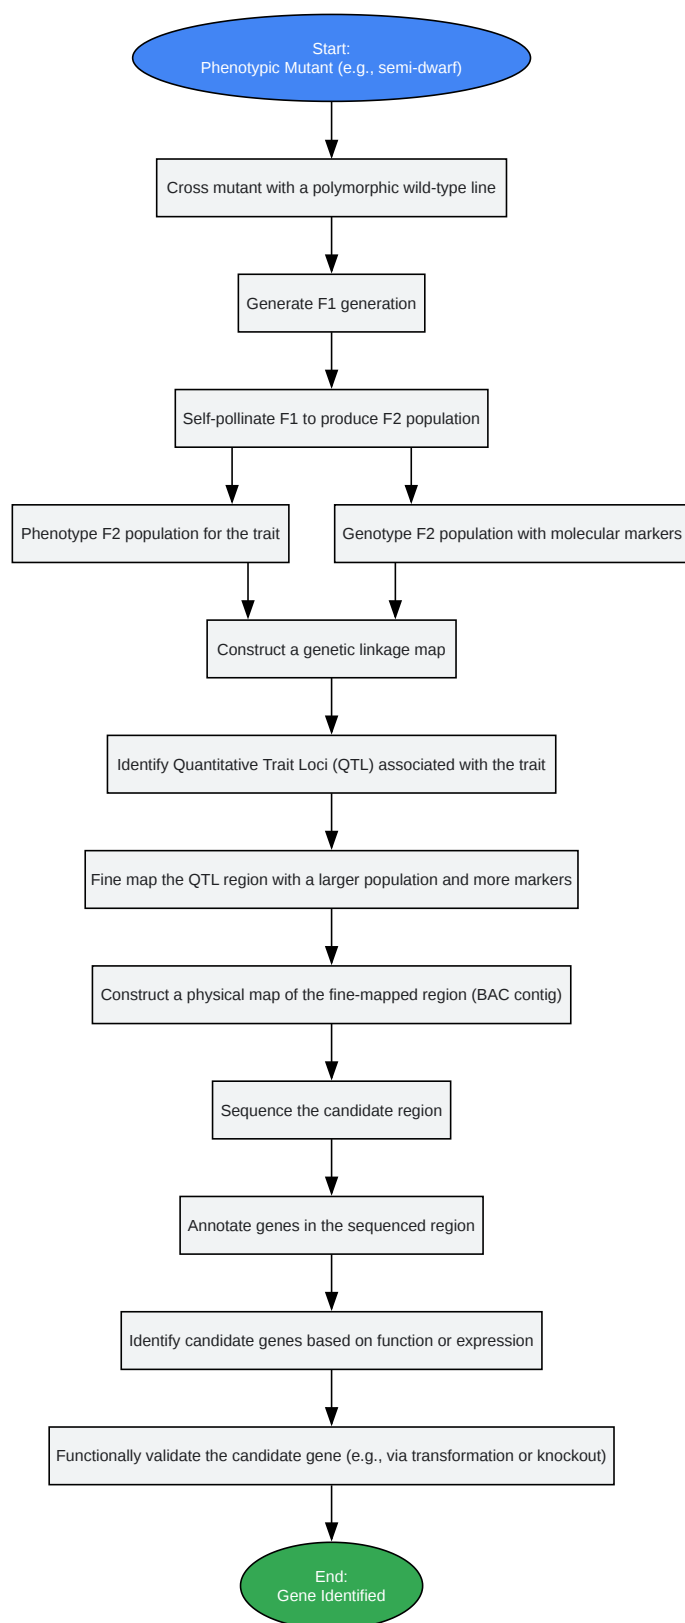 Start:
Phenotypic Mutant (e.g., semi-dwarf)
Cross mutant with a polymorphic wild-type line
Generate F1 generation
Self-pollinate F1 to produce F2 population
Phenotype F2 population for the trait
Genotype F2 population with molecular markers
Construct a genetic linkage map
Identify Quantitative Trait Loci (QTL) associated with the trait
Fine map the QTL region with a larger population and more markers
Construct a physical map of the fine-mapped region (BAC contig)
Sequence the candidate region
Annotate genes in the sequenced region
Identify candidate genes based on function or expression
Functionally validate the candidate gene (e.g., via transformation or knockout)
End:
Gene Identified